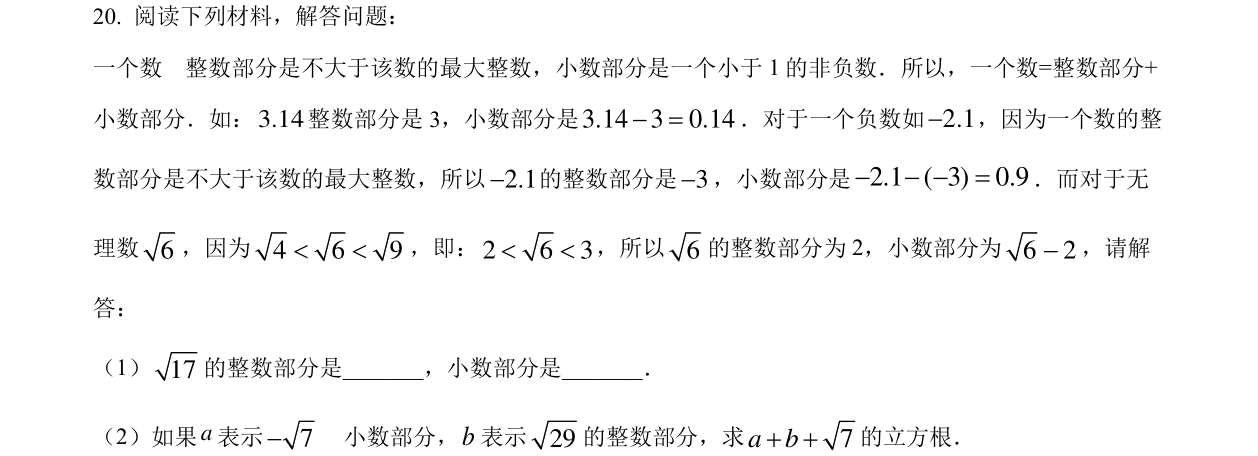 20. 阅读下列材料，解答问题：
一个数 整数部分是不大于该数的最大整数，小数部分是一个小于 1 的非负数．所以，一个数=整数部分+
小数部分．如：3.14整数部分是 3，小数部分是3.14－3＝0.14．对于一个负数如－2.1，因为一个数的整
数部分是不大于该数的最大整数，所以－2.1的整数部分是－3，小数部分是－2.1－(－3)＝0.9．而对于无
理数√6，因为√4＜√6＜√9，即：2＜√6＜3，所以√6 的整数部分为 2，小数部分为√6－2，请解
答：
（1）√17 的整数部分是_______，小数部分是_______．
（2）如果a 表示－√7 小数部分，b 表示√29 的整数部分，求a＋b＋√7 的立方根．